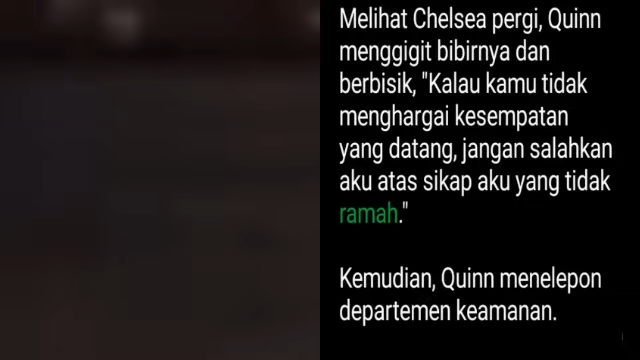 Melihat Chelsea pergi, Quinn
menggigit bibirnya dan
berbisik, "Kalau kamu tidak
menghargai kesempatan
yang datang, jangan salahkan
aku atas sikap aku yang tidak
ramah."
Kemudian, Quinn menelepon
departemen keamanan.